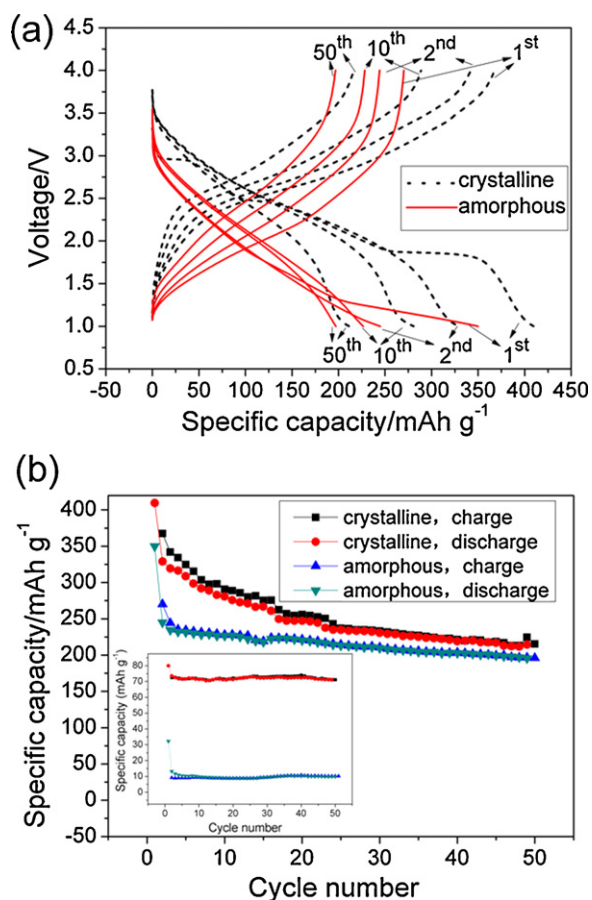 (a)
50th 10th 2nd 1st
4.5
4.0
3.5
3.0
2.5
2.0
1.5
1.0
0.5
Voltage/V
crystalline
amorphous
50th 10th 2nd 1st
-50 0 50 100 150 200 250 300 350 400 450
Specific capacity/mAh g-1
(b)
400
350
300
250
200
150
100
50
0
-50
Specific capacity/mAh g-1
crystalline, charge
crystalline, discharge
amorphous, charge
amorphous, discharge
80
70
60
50
40
30
20
10
0
Specific capacity (mAh g-1)
0 10 20 30 40 50
Cycle number
0 10 20 30 40 50
Cycle number